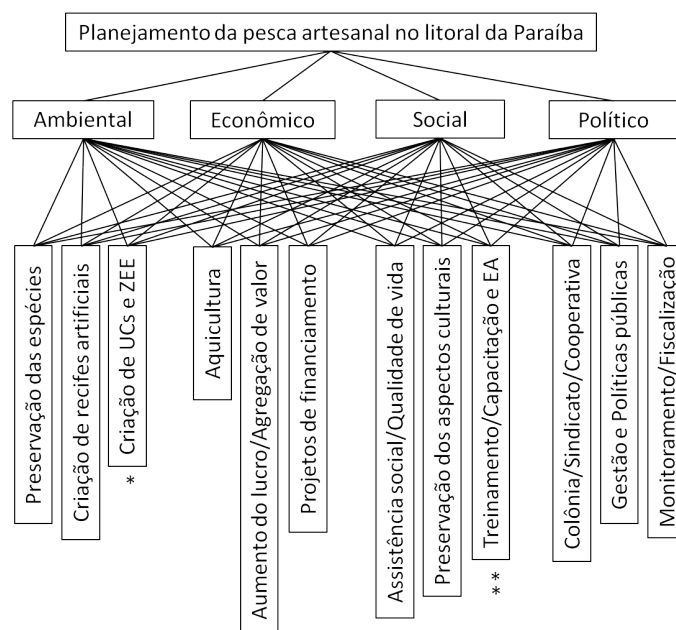 Planejamento da pesca artesanal no litoral da Paraíba
Ambiental
Econômico
Social
Político
Preservação das espécies
Criação de recifes artificiais
Criação de UCs e ZEE
*
Aquicultura
Aumento do lucro/Agregação de valor
Projetos de financiamento
Assistência social/Qualidade de vida
Preservação dos aspectos culturais
Treinamento/Capacitação e EA
**
Colônia/Sindicato/Cooperativa
Gestão e Políticas públicas
Monitoramento/Fiscalização